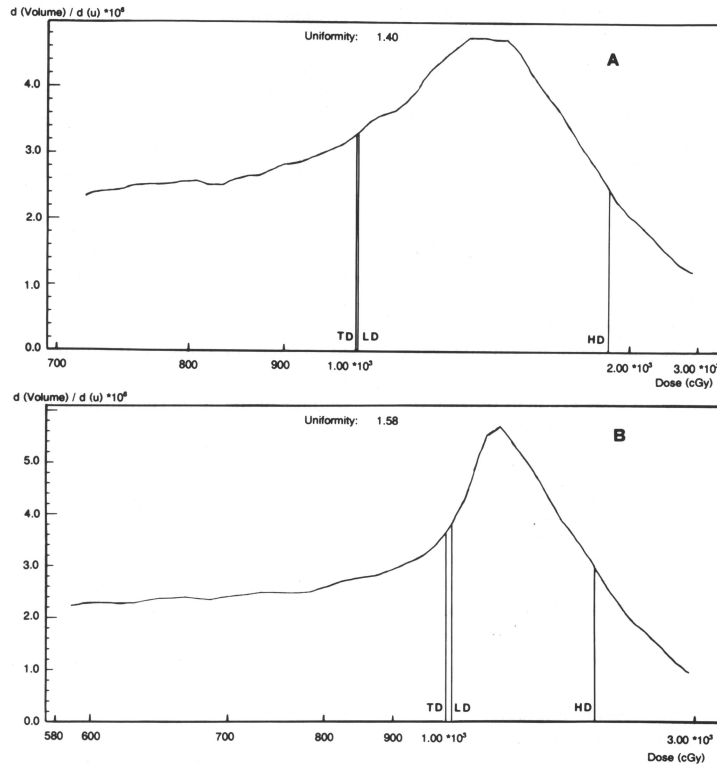 d (Volume) / d (u) *10⁶
Uniformity: 1.40
A
4.0
3.0
2.0
1.0
TD LD HD
0.0
700 800 900 1.00 *10³ 2.00 *10³ 3.00 *10³
Dose (cGy)
d (Volume) / d (u) *10⁶
Uniformity: 1.58
B
5.0
4.0
3.0
2.0
1.0
TD LD HD
0.0
580 600 700 800 900 1.00 *10³ 3.00 *10³
Dose (cGy)